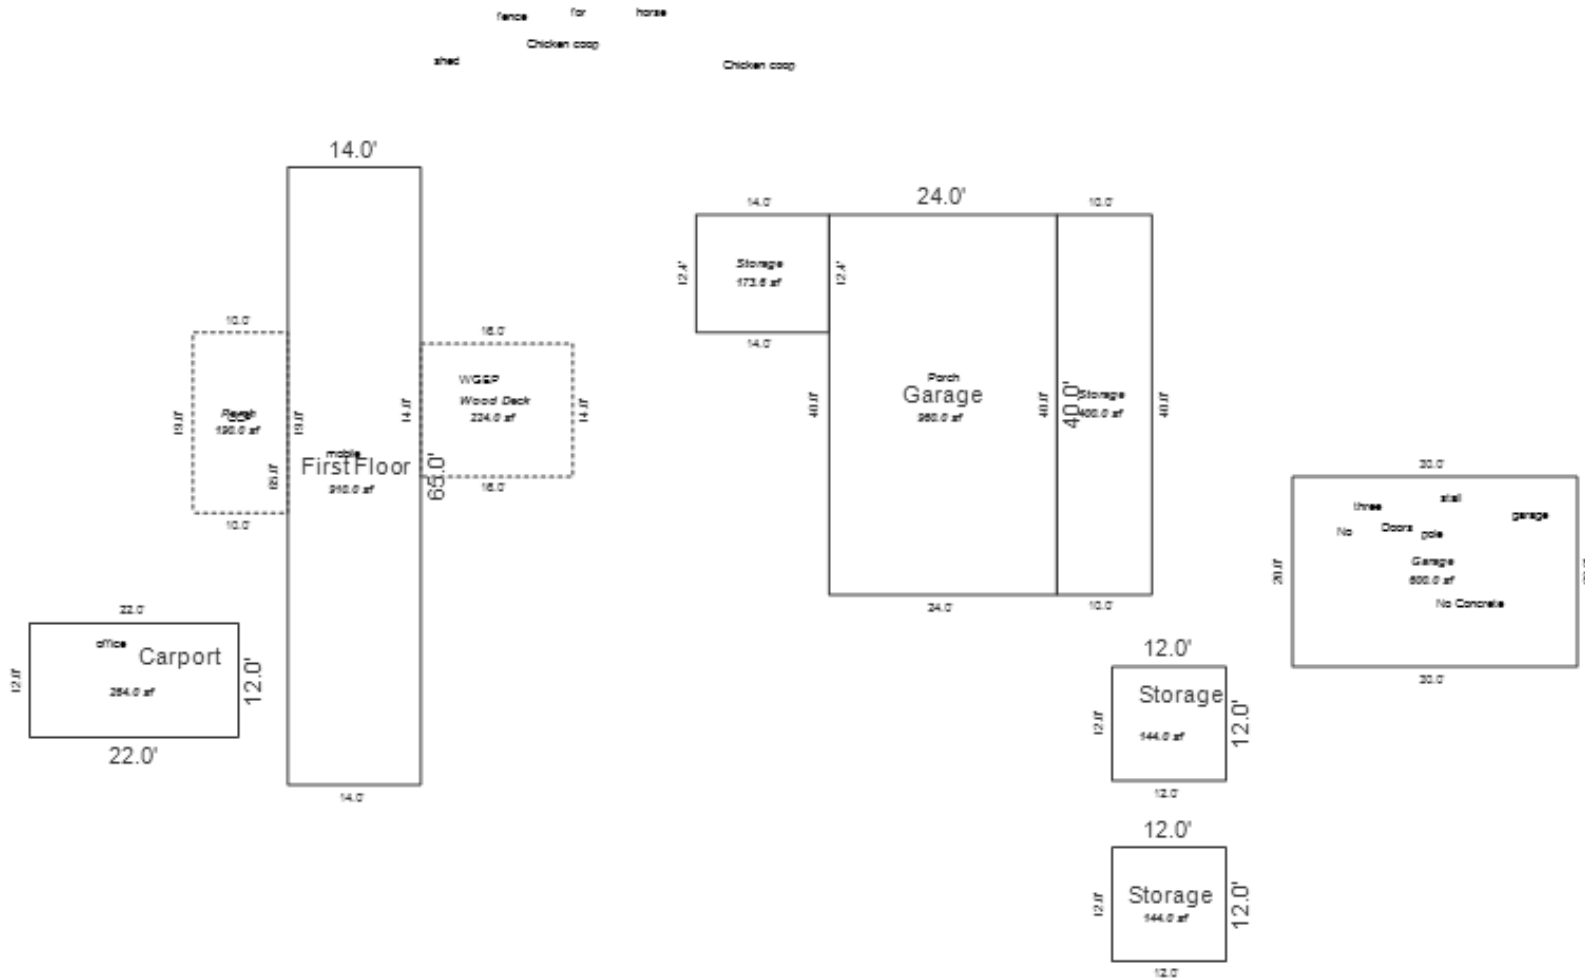 fence for horse
Chicken coop
shed
Chicken coop
14.0'
24.0'
14.0' 10.0'
Storage
173.6 sf
12.4' 12.4'
14.0'
10.0'
16.0'
WGEP
Wood Deck
224.0 sf
14.0' 14.0'
16.0'
Porch
Garage
960.0 sf
40.0' 40.0' 40.0'
Storage
400.0 sf
40.0'
190.0 sf
19.0' 19.0'
10.0'
mobile
First Floor
910.0 sf
65.0' 65.0'
three stall garage
No Doors pole
Garage
600.0 sf
No Concrete
20.0'
24.0' 10.0'
22.0'
office
Carport
264.0 sf
12.0' 12.0'
22.0'
14.0'
12.0'
Storage
144.0 sf
12.0' 12.0'
12.0'
12.0'
Storage
144.0 sf
12.0' 12.0'
12.0'